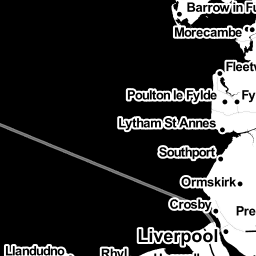 Barrow in Fu
Morecambe
Fleetw
Poulton le Fylde
Fy
Lytham St Annes
Southport
Ormskirk
Crosby
Pre
Liverpool
Llandudno
Rhyl